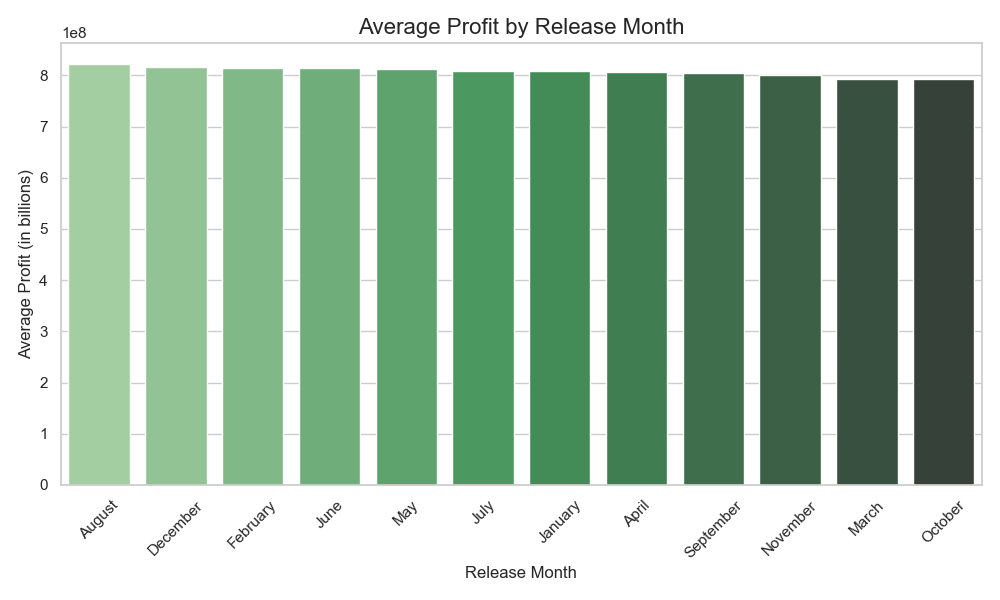 Average Profit by Release Month
1e8
Average Profit (in billions)
8
7
6
5
4
3
2
1
0
August
December
February
June
May
July
January
April
September
November
March
October
Release Month